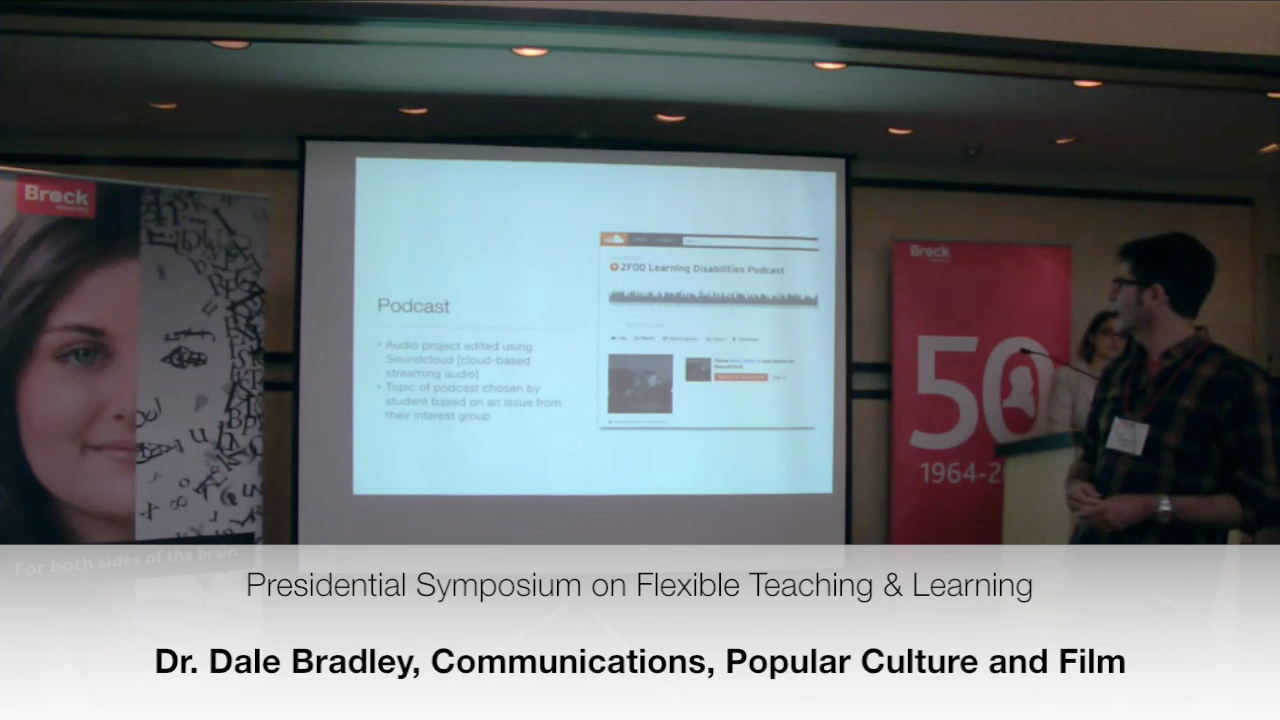 Brock
For both sides of the brain.
Podcast
• Audio project edited using
Soundcloud [cloud-based
streaming audio]
• Topic of podcast chosen by
student based on an issue from
their interest group
2F00 Learning Disabilities Podcast
Brock
50
1964-2
Presidential Symposium on Flexible Teaching & Learning
Dr. Dale Bradley, Communications, Popular Culture and Film